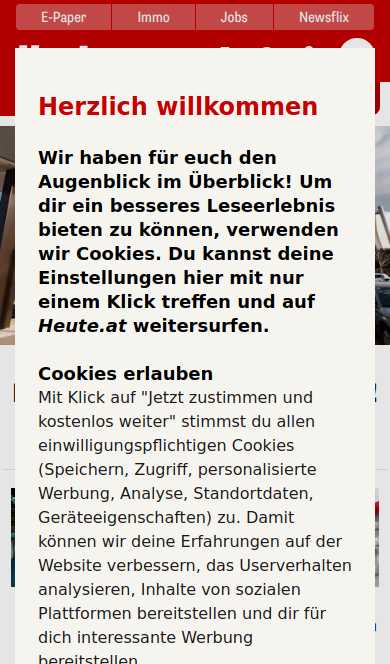 E-Paper Immo Jobs Newsflix
Herzlich willkommen
Wir haben für euch den
Augenblick im Überblick! Um
dir ein besseres Leseerlebnis
bieten zu können, verwenden
wir Cookies. Du kannst deine
Einstellungen hier mit nur
einem Klick treffen und auf
Heute.at weitersurfen.
Cookies erlauben
Mit Klick auf "Jetzt zustimmen und
kostenlos weiter" stimmst du allen
einwilligungspflichtigen Cookies
(Speichern, Zugriff, personalisierte
Werbung, Analyse, Standortdaten,
Geräteeigenschaften) zu. Damit
können wir deine Erfahrungen auf der
Website verbessern, das Userverhalten
analysieren, Inhalte von sozialen
Plattformen bereitstellen und dir für
dich interessante Werbung
bereitstellen